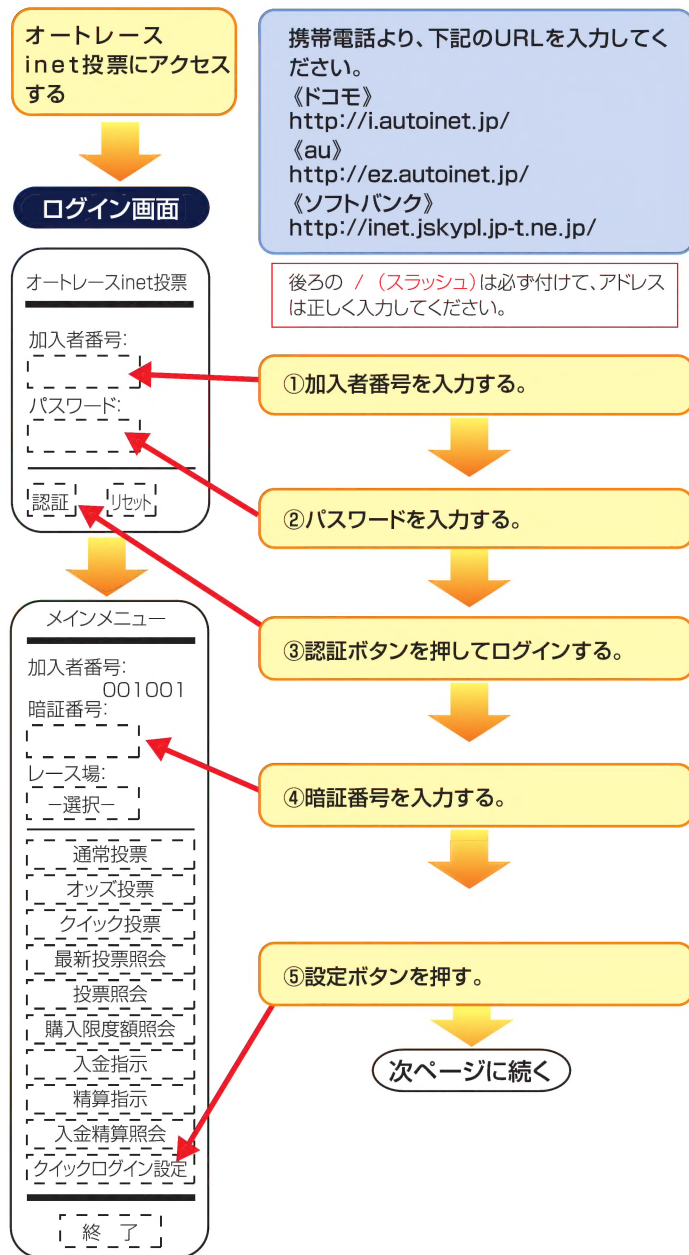 オートレース
inet投票にアクセス
する
携帯電話より、下記のURLを入力してく
ださい。
《ドコモ》
http://i.autoinet.jp/
《au》
http://ez.autoinet.jp/
《ソフトバンク》
http://inet.jskypl.jp-t.ne.jp/
後ろの / (スラッシュ)は必ず付けて、アドレス
は正しく入力してください。
ログイン画面
オートレースinet投票
加入者番号:
パスワード:
認証 リセット
①加入者番号を入力する。
②パスワードを入力する。
③認証ボタンを押してログインする。
メインメニュー
加入者番号:
001001
暗証番号:
レース場:
−選択−
通常投票
オッズ投票
クイック投票
最新投票照会
投票照会
購入限度額照会
入金指示
精算指示
入金精算照会
クイックログイン設定
終 了
④暗証番号を入力する。
⑤設定ボタンを押す。
次ページに続く